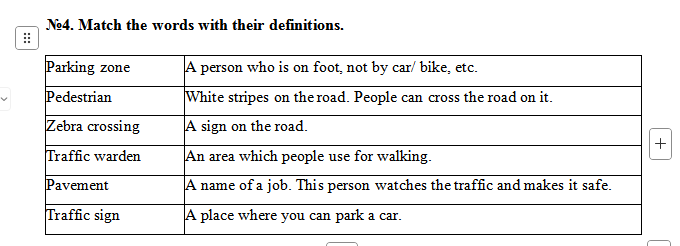 №4. Match the words with their definitions.
Parking zone A person who is on foot, not by car/ bike, etc.
Pedestrian White stripes on the road. People can cross the road on it.
Zebra crossing A sign on the road.
Traffic warden An area which people use for walking.
Pavement A name of a job. This person watches the traffic and makes it safe.
Traffic sign A place where you can park a car.